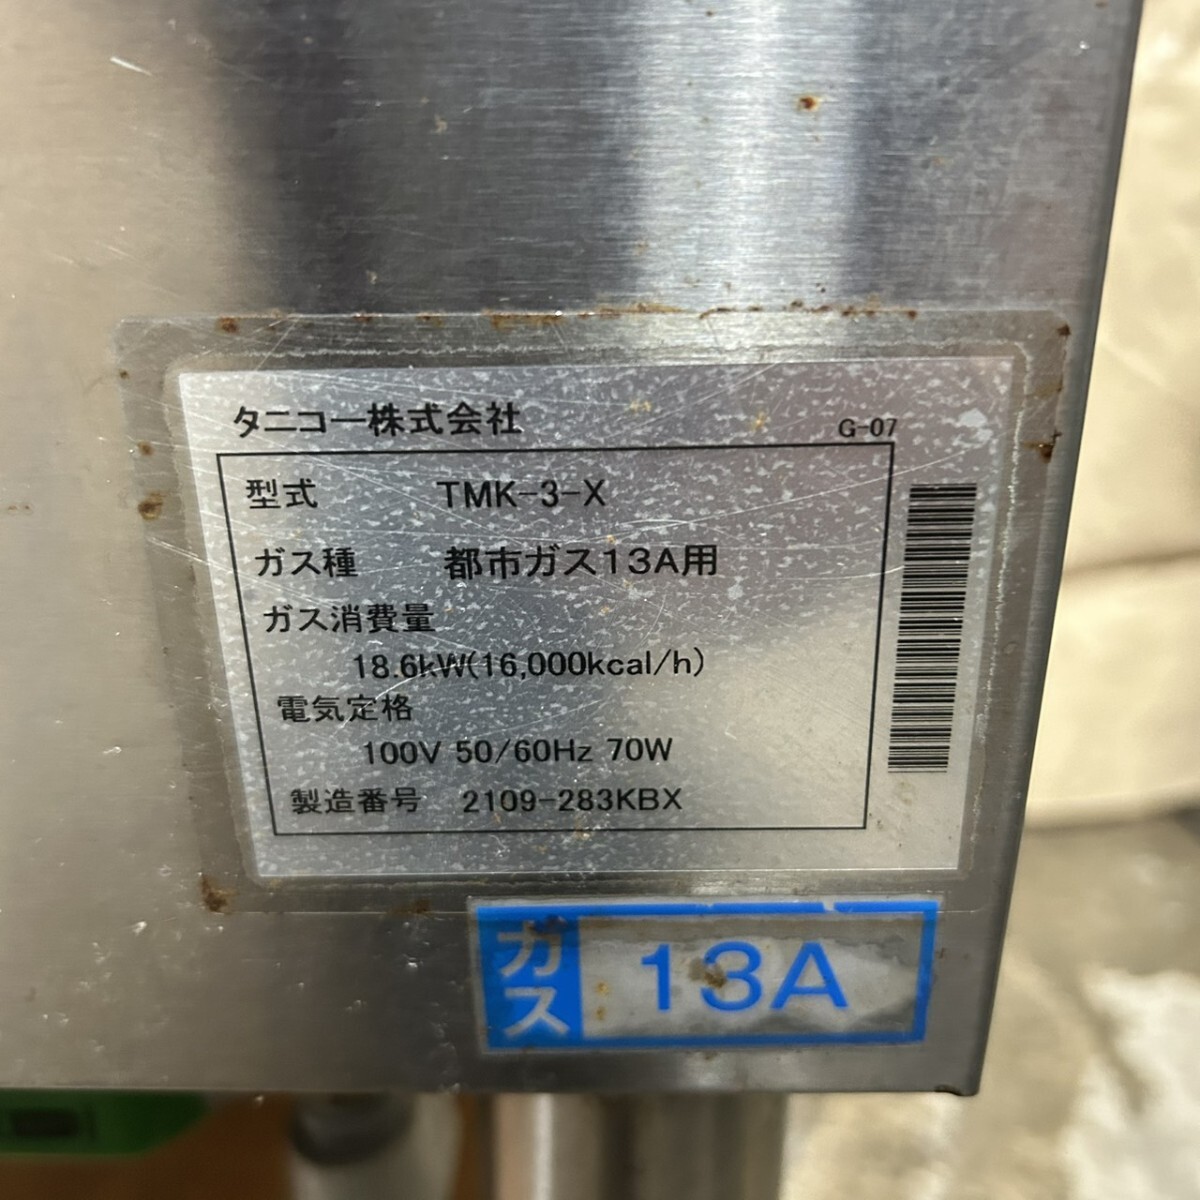 タニコー株式会社
G-07
型式 TMK-3-X
ガス種 都市ガス13A用
ガス消費量
18.6kW(16,000kcal/h)
電気定格
100V 50/60Hz 70W
製造番号 2109-283KBX
ガス 13A